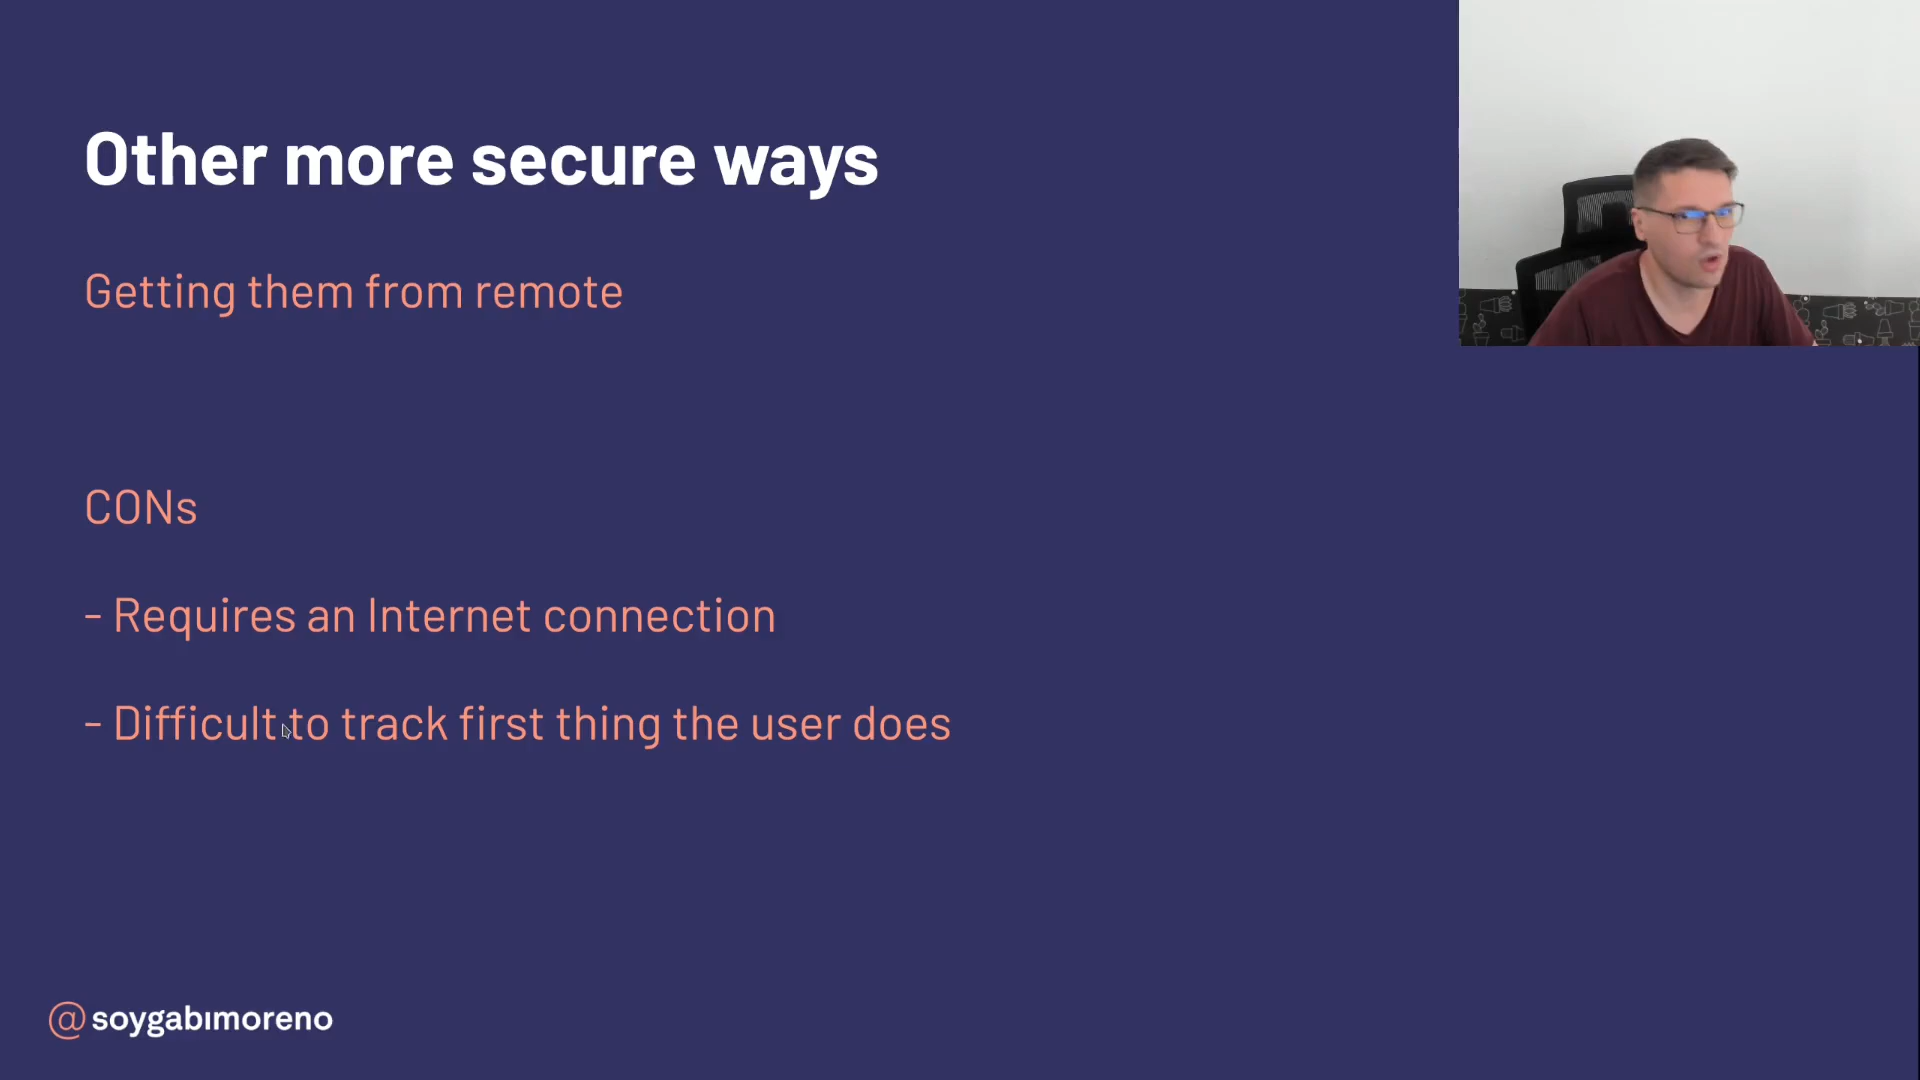 Other more secure ways
Getting them from remote
CONs
- Requires an Internet connection
- Difficult to track first thing the user does
@soygabimoreno